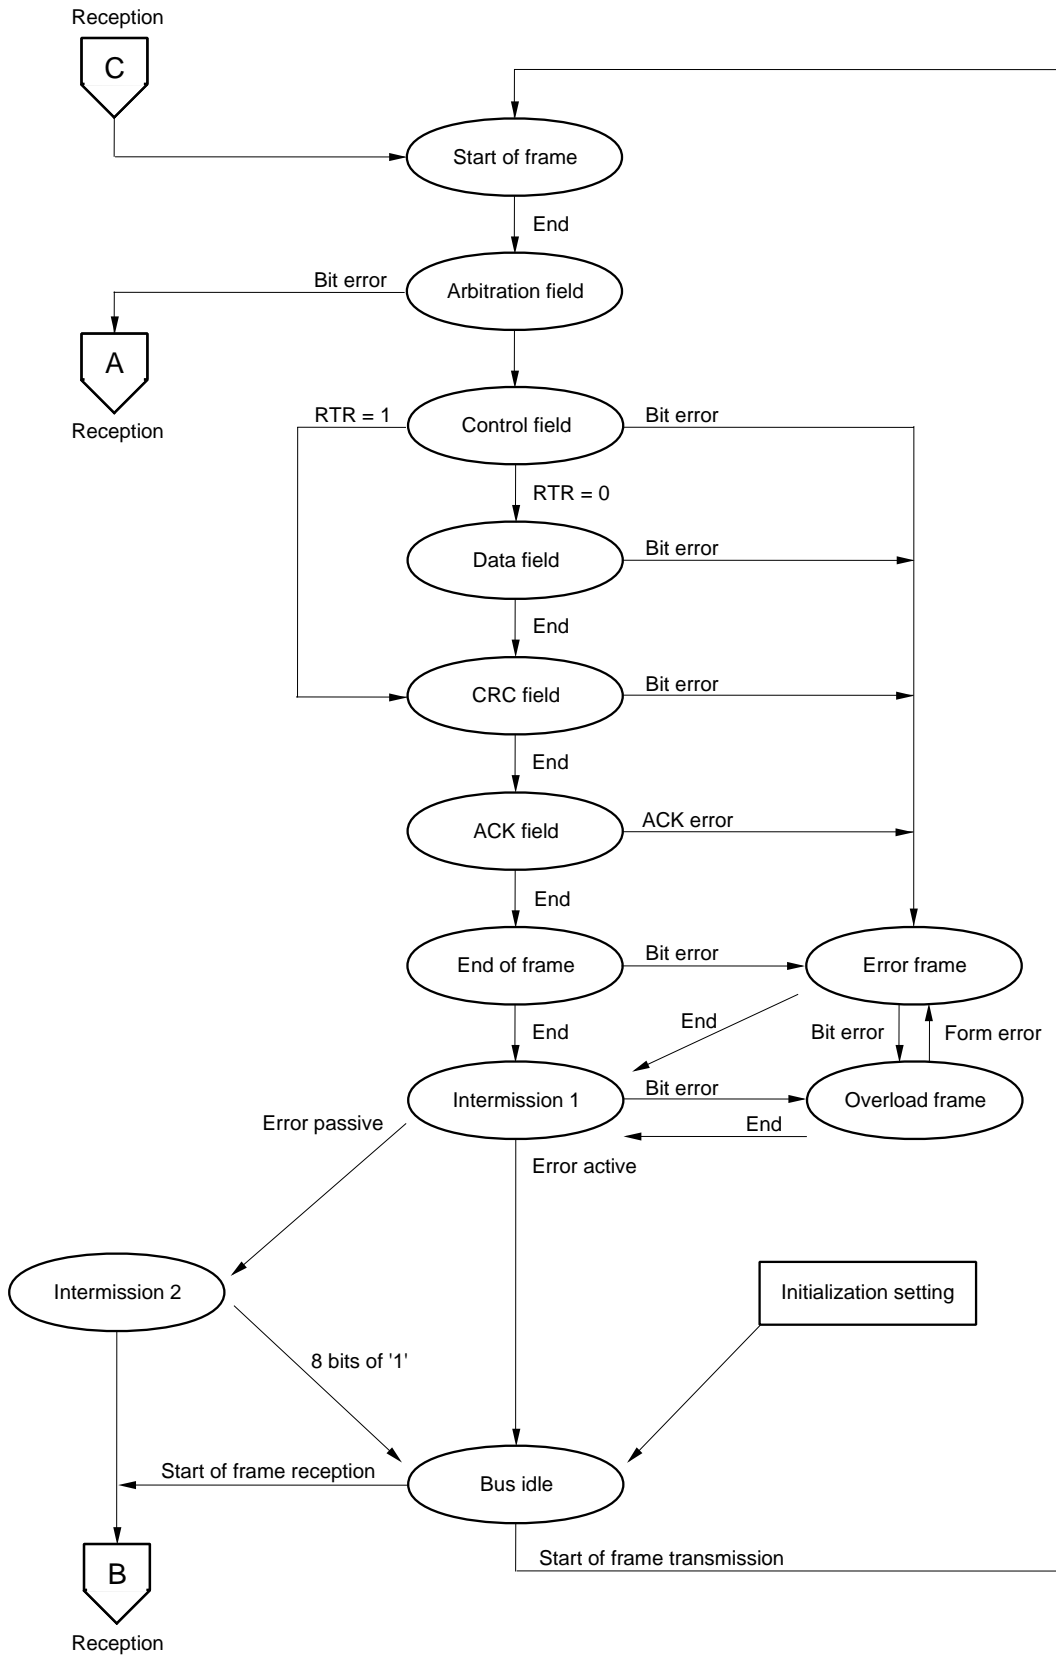 Reception
C
Start of frame
End
Bit error
Arbitration field
A
Reception
RTR = 1
Control field
Bit error
RTR = 0
Data field
Bit error
End
CRC field
Bit error
End
ACK field
ACK error
End
End of frame
Bit error
Error frame
End
End
Bit error
Form error
Intermission 1
Bit error
Overload frame
Error passive
End
Error active
Intermission 2
Initialization setting
8 bits of '1'
Start of frame reception
Bus idle
B
Start of frame transmission
Reception